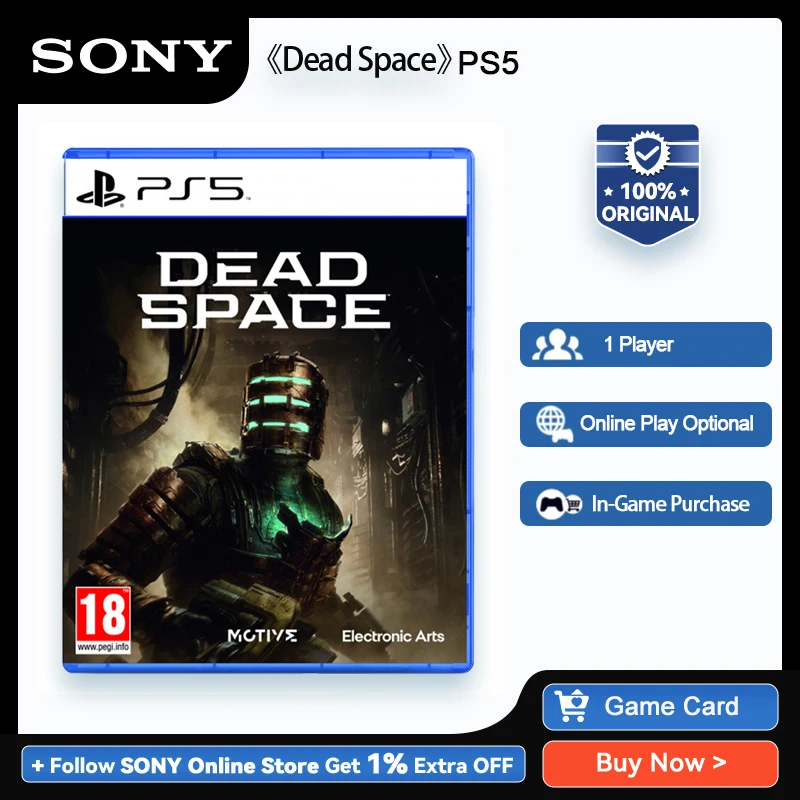 SONY
《Dead Space》PS5
PS5
DEAD
SPACE
100%
ORIGINAL
1 Player
Online Play Optional
In-Game Purchase
18
www.pegi.info
MOTIVE
Electronic Arts
Game Card
+ Follow SONY Online Store Get 1% Extra OFF
Buy Now >